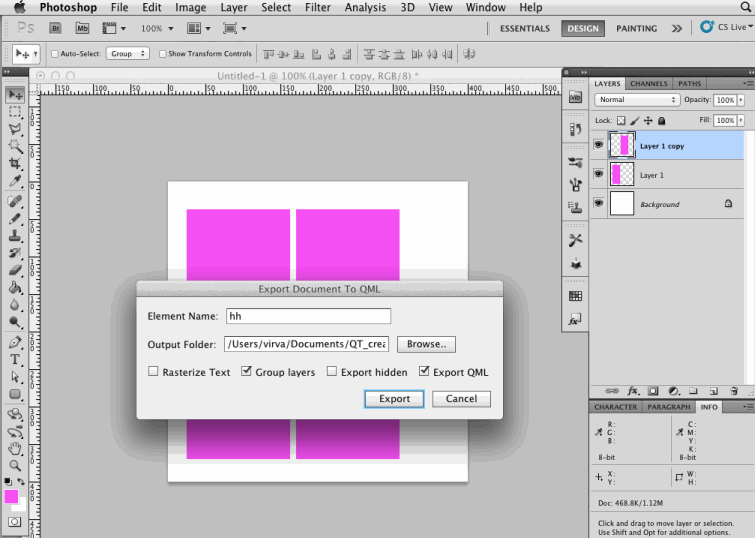 Photoshop File Edit Image Layer Select Filter Analysis 3D View Window Help
Ps Br Mb 100% ESSENTIALS DESIGN PAINTING CS Live
Auto-Select: Group Show Transform Controls
Untitled-1 @ 100% (Layer 1 copy, RGB/8) *
150 100 50 0 50 100 150 200 250 300 350 400 450 500
LAYERS CHANNELS PATHS
Normal Opacity: 100%
Lock: Fill: 100%
Layer 1 copy
Layer 1
Background
Export Document To QML
Element Name: hh
Output Folder: /Users/virva/Documents/QT_crea Browse..
Rasterize Text Group layers Export hidden Export QML
Export Cancel
CHARACTER PARAGRAPH INFO
R: C:
G: M:
B: Y:
K:
8-bit 8-bit
X: W:
Y: H:
Doc: 468.8K/1.12M
Click and drag to move layer or selection.
Use Shift and Opt for additional options.